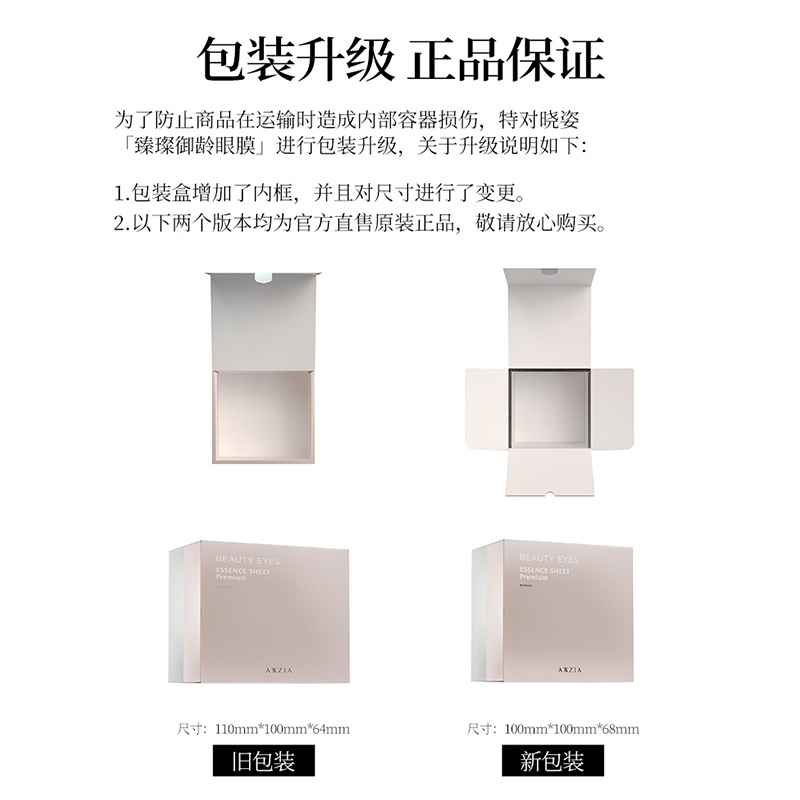 包装升级 正品保证
为了防止商品在运输时造成内部容器损伤，特对晓姿
「臻璨御龄眼膜」进行包装升级，关于升级说明如下：
1.包装盒增加了内框，并且对尺寸进行了变更。
2.以下两个版本均为官方直售原装正品，敬请放心购买。
BEAUTY EYES
ESSENCE SHEET
Premium
AXXZIA
尺寸：110mm*100mm*64mm
旧包装
BEAUTY EYES
ESSENCE SHEET
Premium
AXXZIA
尺寸：100mm*100mm*68mm
新包装